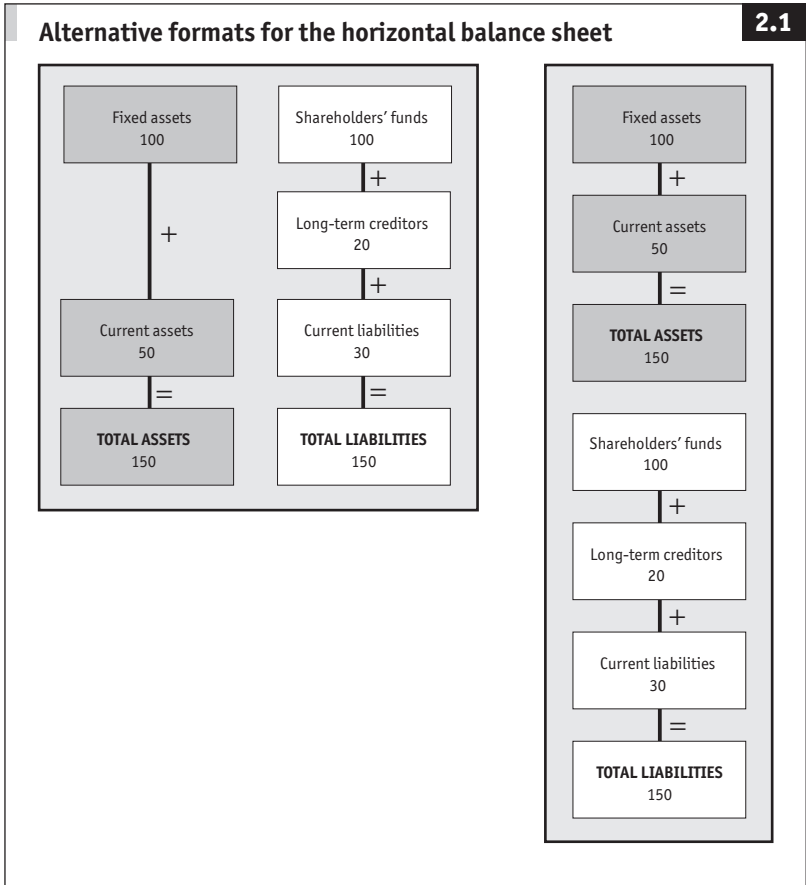 Alternative formats for the horizontal balance sheet
2.1
Fixed assets
100
+
Current assets
50
=
TOTAL ASSETS
150
Shareholders’ funds
100
+
Long-term creditors
20
+
Current liabilities
30
=
TOTAL LIABILITIES
150
Fixed assets
100
+
Current assets
50
=
TOTAL ASSETS
150
Shareholders’ funds
100
+
Long-term creditors
20
+
Current liabilities
30
=
TOTAL LIABILITIES
150